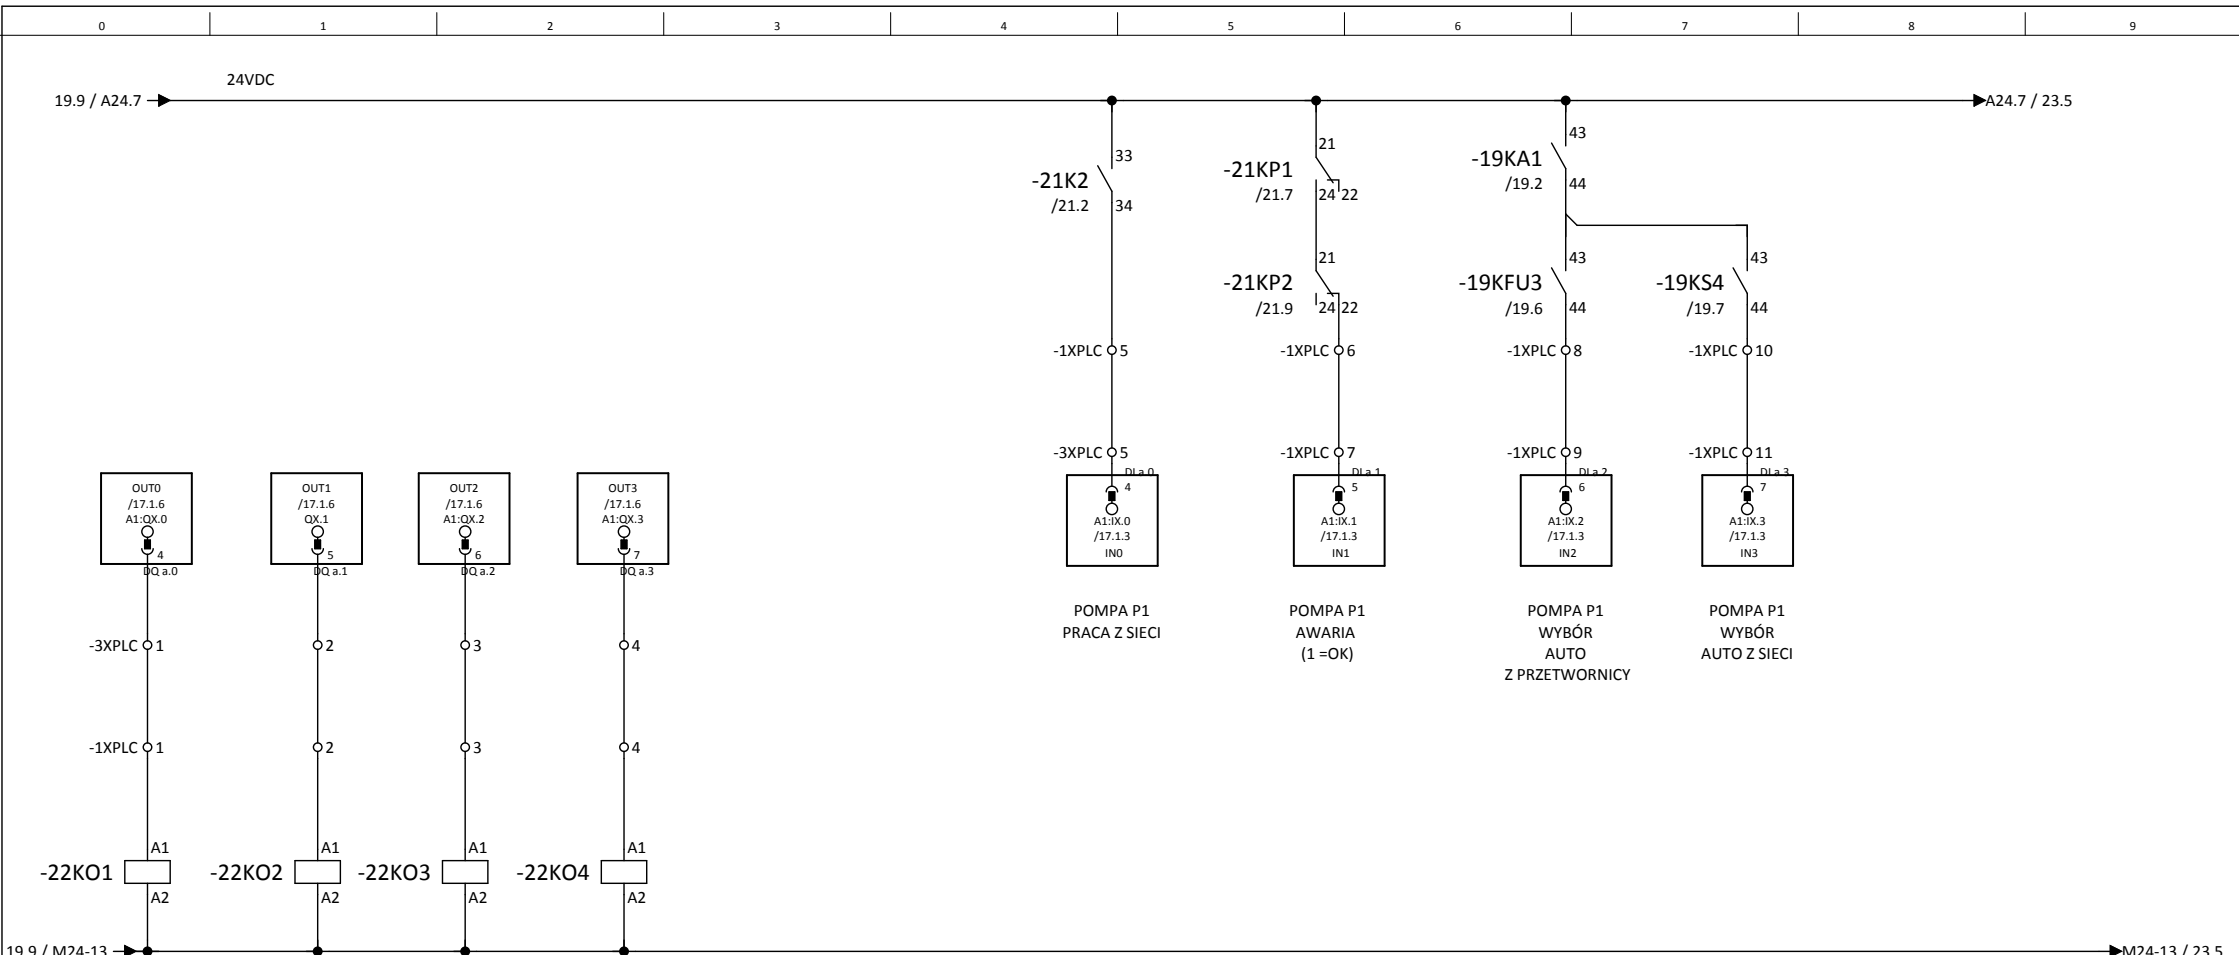 0 1 2 3 4 5 6 7 8 9
24VDC
19.9 / A24.7
A24.7 / 23.5
-21K2
/21.2
33
34
-21KP1
/21.7
21
24 22
-21KP2
/21.9
21
24 22
-19KA1
/19.2
43
44
-19KFU3
/19.6
43
44
-19KS4
/19.7
43
44
-1XPLC 5
-1XPLC 6
-1XPLC 8
-1XPLC 10
-3XPLC 5
-1XPLC 7
-1XPLC 9
-1XPLC 11
DI a.0
4
A1:IX.0
/17.1.3
IN0
DI a.1
5
A1:IX.1
/17.1.3
IN1
DI a.2
6
A1:IX.2
/17.1.3
IN2
DI a.3
7
A1:IX.3
/17.1.3
IN3
POMPA P1
PRACA Z SIECI
POMPA P1
AWARIA
(1 =OK)
POMPA P1
WYBÓR
AUTO
Z PRZETWORNICY
POMPA P1
WYBÓR
AUTO Z SIECI
OUT0
/17.1.6
A1:QX.0
4
DQ a.0
OUT1
/17.1.6
QX.1
5
DQ a.1
OUT2
/17.1.6
A1:QX.2
6
DQ a.2
OUT3
/17.1.6
A1:QX.3
7
DQ a.3
-3XPLC 1 2 3 4
-1XPLC 1 2 3 4
A1 A1 A1 A1
-22KO1 -22KO2 -22KO3 -22KO4
A2 A2 A2 A2
19.9 / M24-13
M24-13 / 23.5